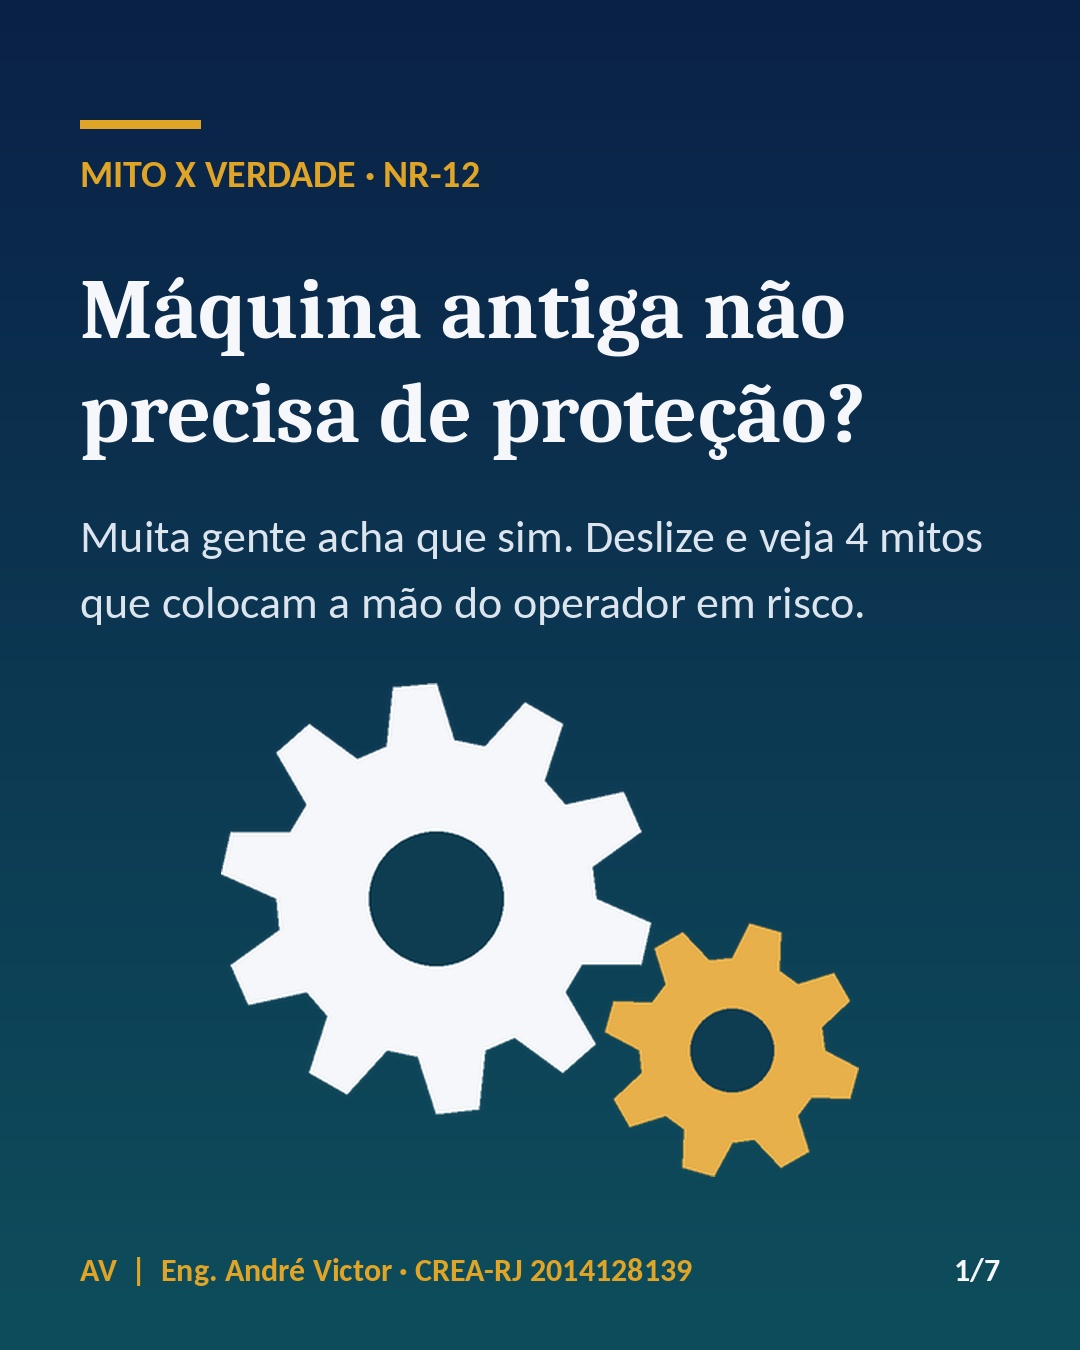 MITO X VERDADE · NR-12
Máquina antiga não
precisa de proteção?
Muita gente acha que sim. Deslize e veja 4 mitos
que colocam a mão do operador em risco.
AV | Eng. André Victor · CREA-RJ 2014128139
1/7